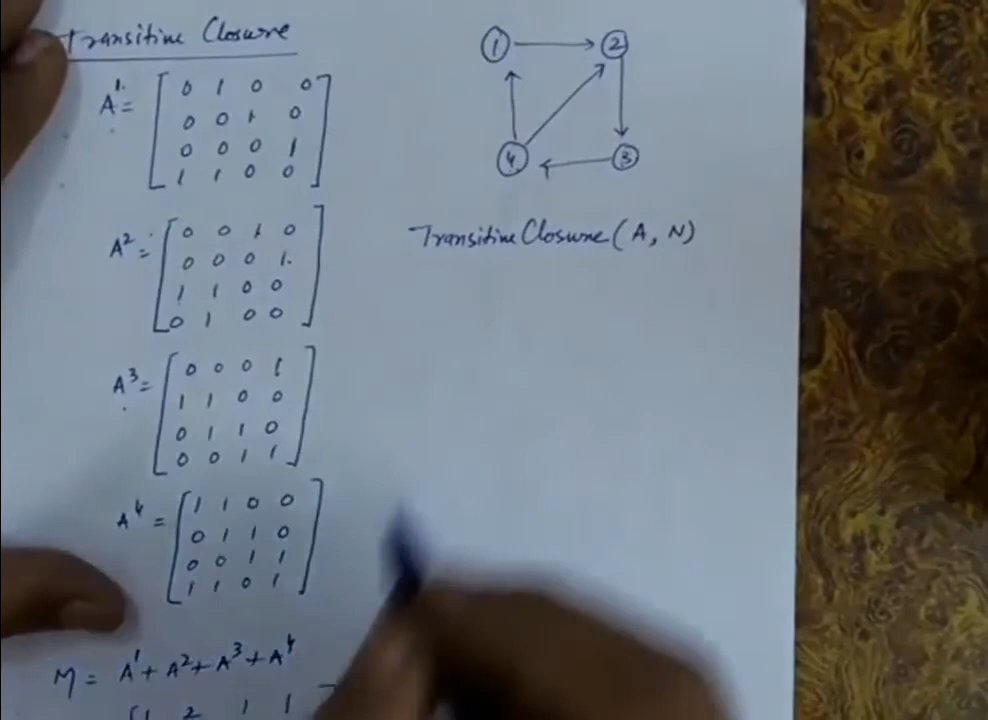 Transitive Closure
A¹ =
0 1 0 0
0 0 1 0
0 0 0 1
1 1 0 0
A² =
0 0 1 0
0 0 0 1
1 1 0 0
0 1 0 0
A³ =
0 0 0 1
1 1 0 0
0 1 1 0
0 0 1 1
A⁴ =
1 1 0 0
0 1 1 0
0 0 1 1
1 1 0 1
M = A¹ + A² + A³ + A⁴
1 2 1 1
1 2
4 3
Transitive Closure (A, N)